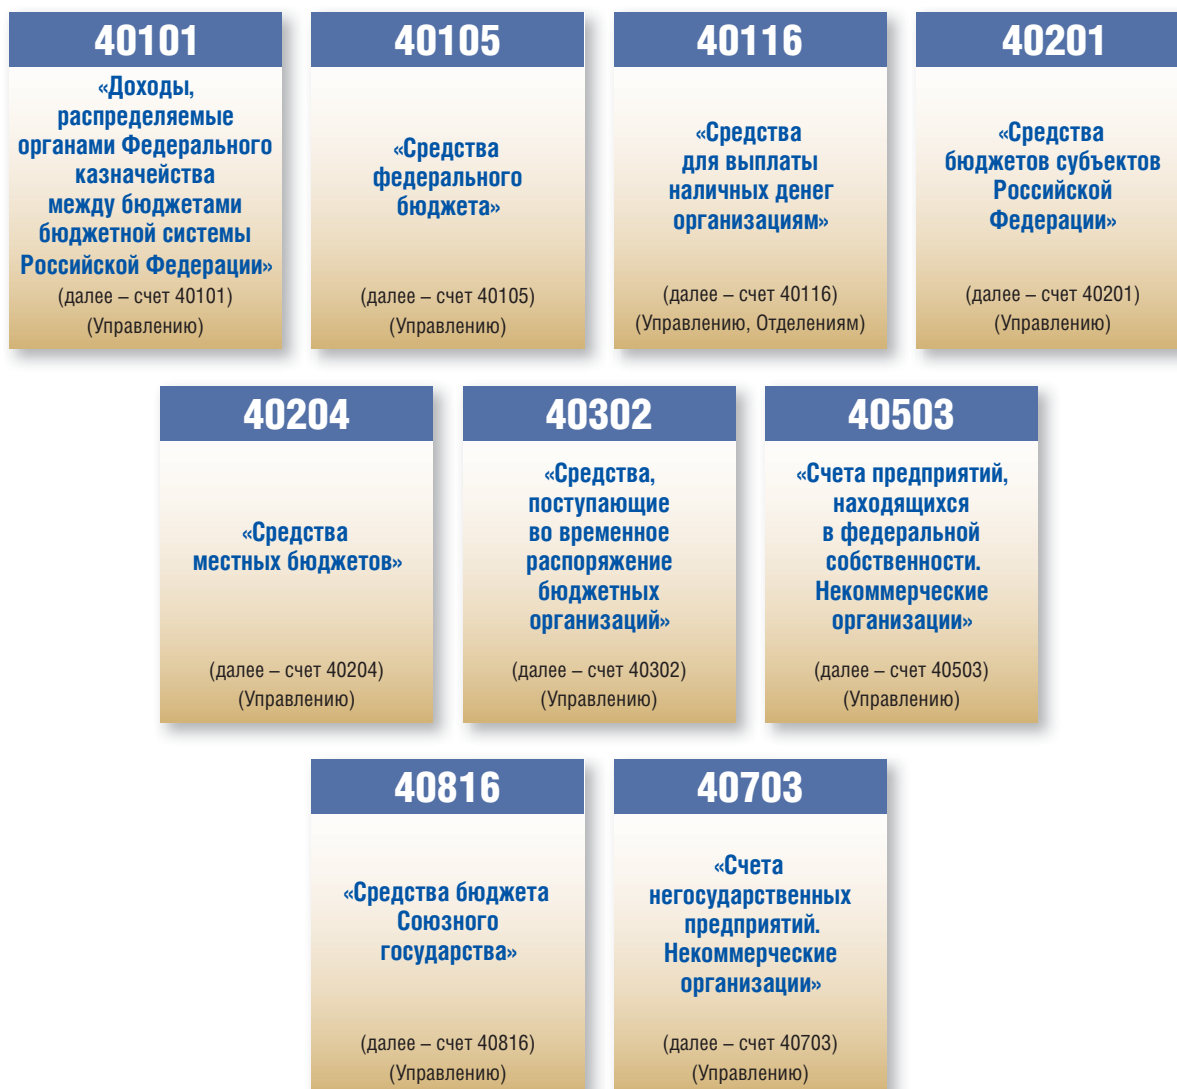 40101
«Доходы,
распределяемые
органами Федерального
казначейства
между бюджетами
бюджетной системы
Российской Федерации»
(далее – счет 40101)
(Управлению)
40105
«Средства
федерального
бюджета»
(далее – счет 40105)
(Управлению)
40116
«Средства
для выплаты
наличных денег
организациям»
(далее – счет 40116)
(Управлению, Отделениям)
40201
«Средства
бюджетов субъектов
Российской
Федерации»
(далее – счет 40201)
(Управлению)
40204
«Средства
местных бюджетов»
(далее – счет 40204)
(Управлению)
40302
«Средства,
поступающие
во временное
распоряжение
бюджетных
организаций»
(далее – счет 40302)
(Управлению)
40503
«Счета предприятий,
находящихся
в федеральной
собственности.
Некоммерческие
организации»
(далее – счет 40503)
(Управлению)
40816
«Средства бюджета
Союзного
государства»
(далее – счет 40816)
(Управлению)
40703
«Счета
негосударственных
предприятий.
Некоммерческие
организации»
(далее – счет 40703)
(Управлению)